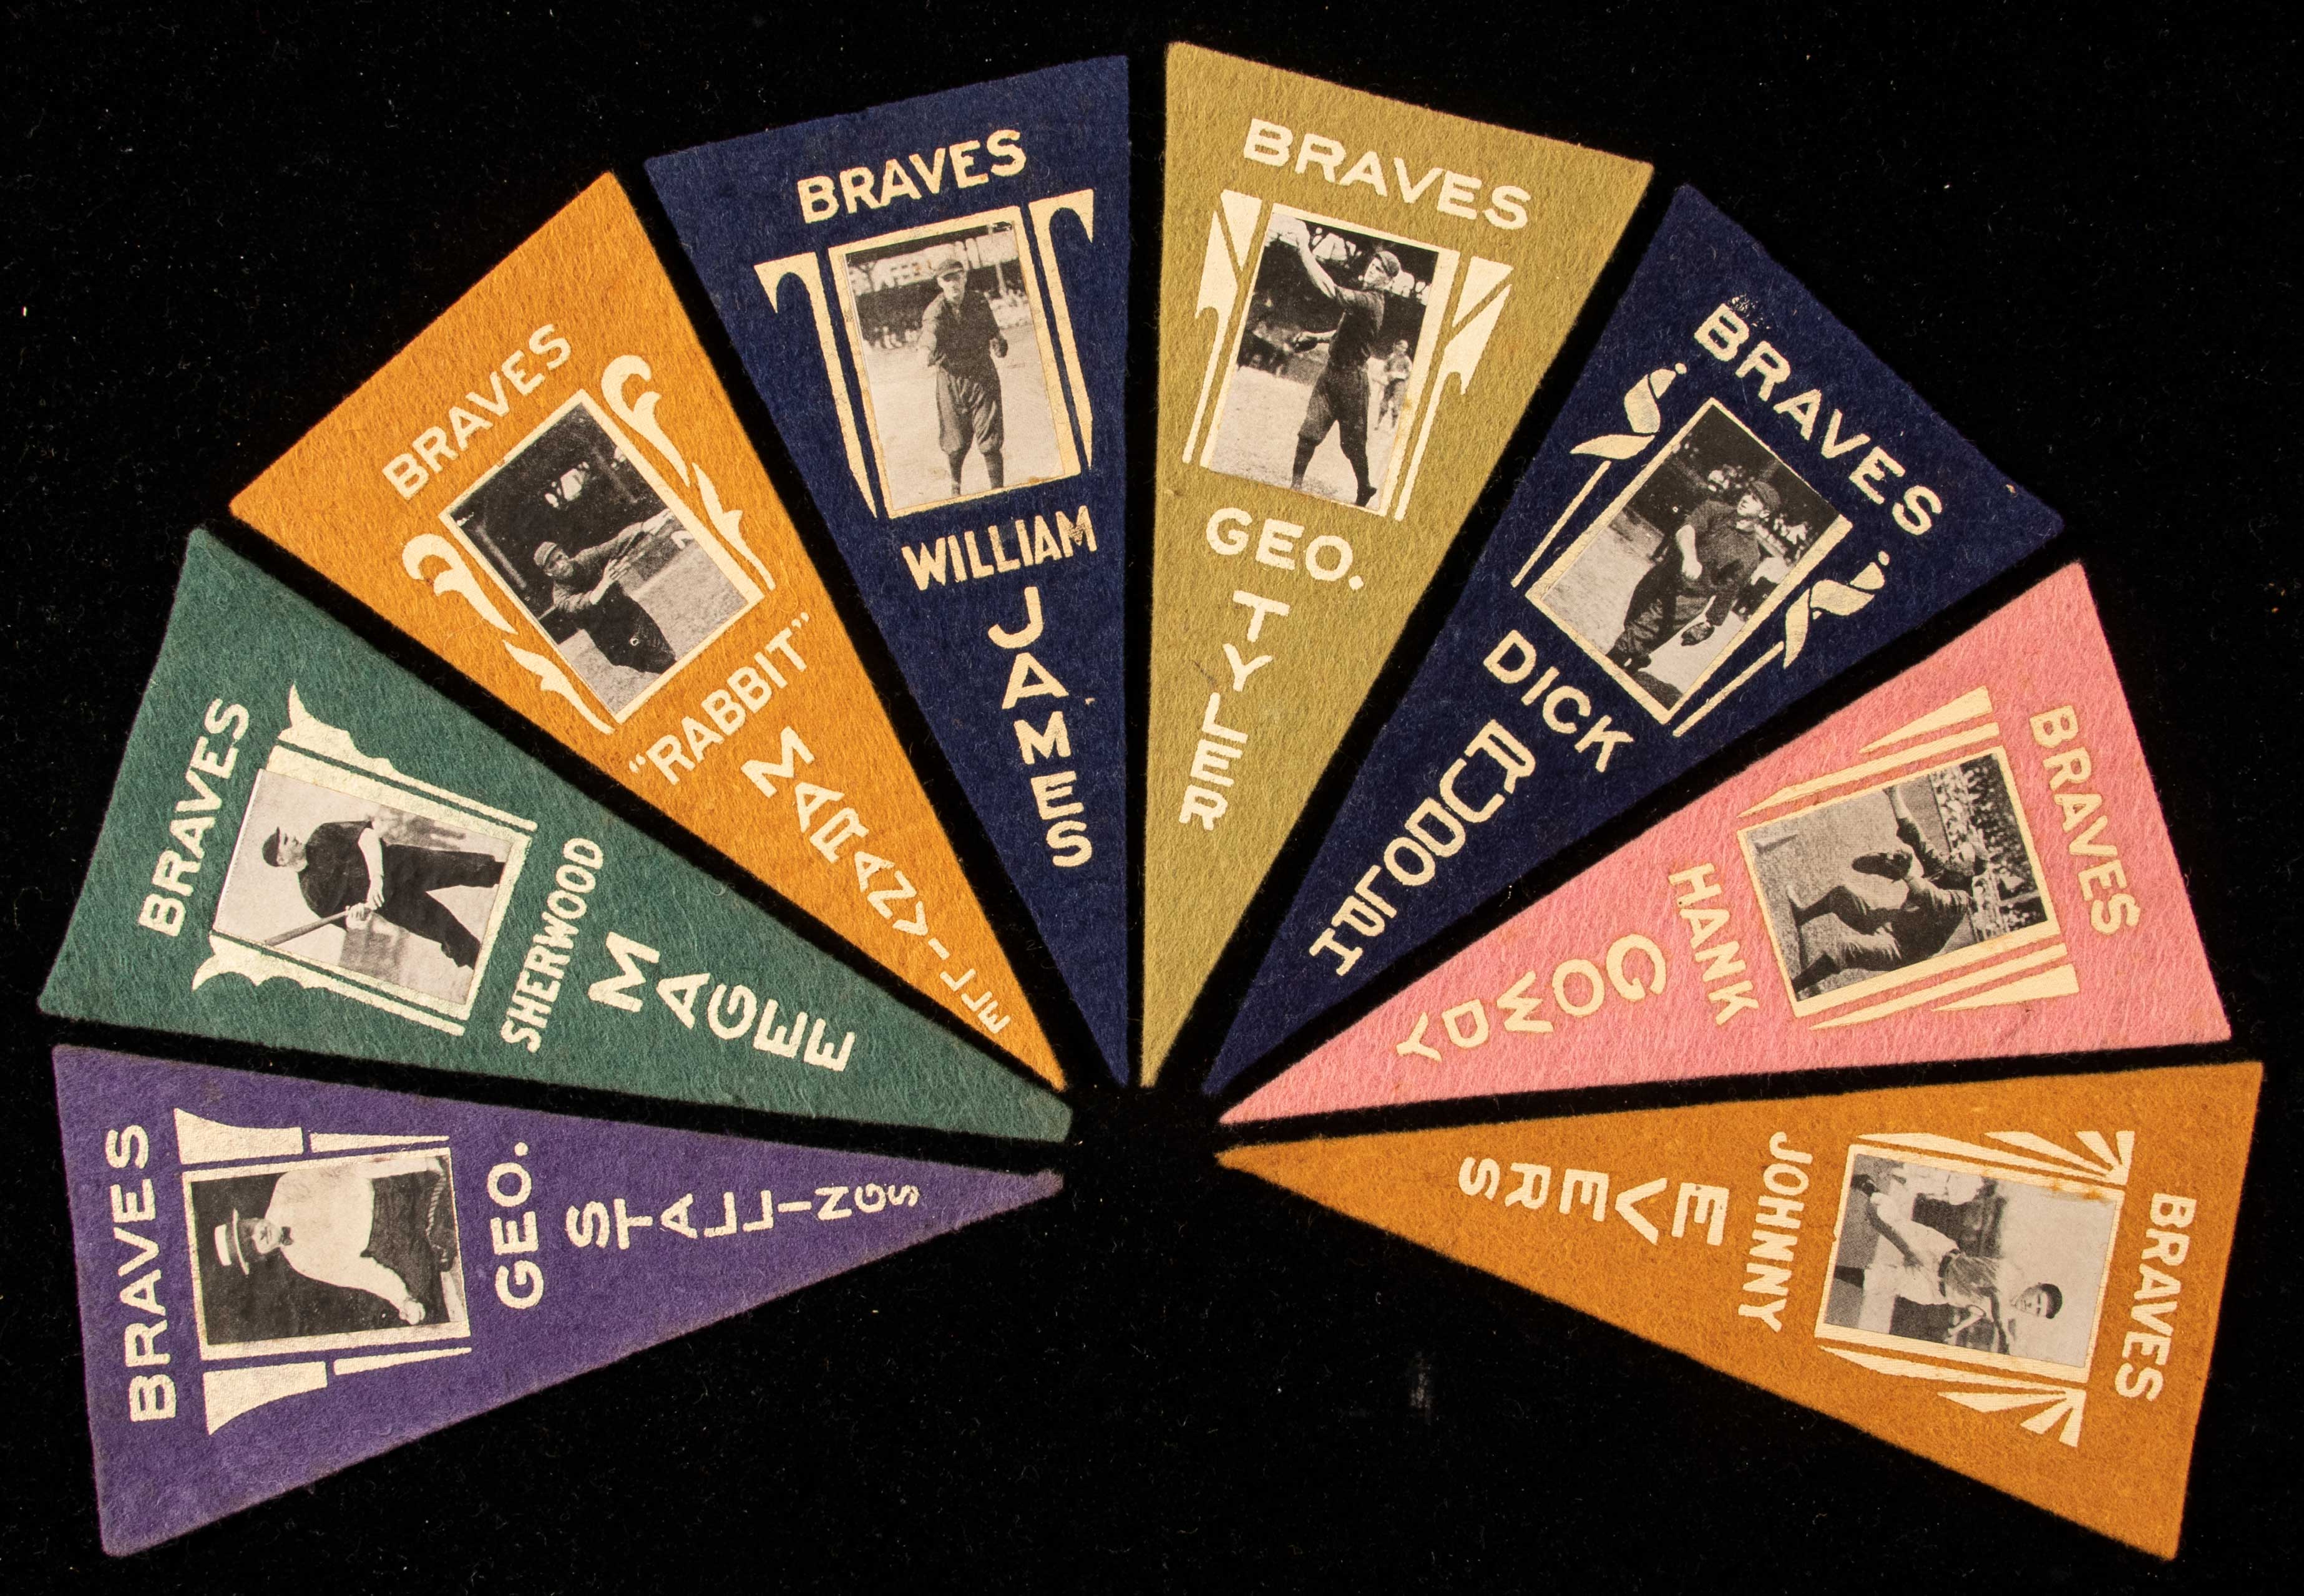 BRAVES
GEO.
STALLINGS
BRAVES
SHERWOOD
MAGEE
BRAVES
"RABBIT"
MARANVILLE
BRAVES
WILLIAM
JAMES
BRAVES
GEO.
TYLER
BRAVES
DICK
RUDOLPH
BRAVES
HANK
GOWDY
BRAVES
JOHNNY
EVERS